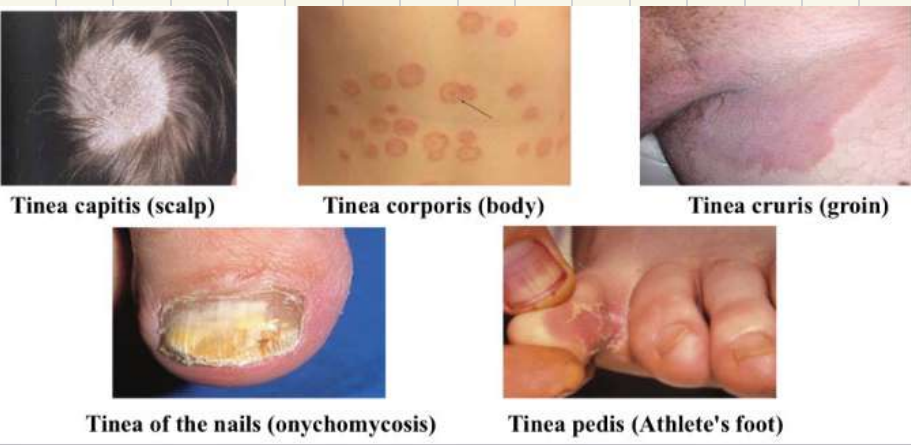 Tinea capitis (scalp)
Tinea corporis (body)
Tinea cruris (groin)
Tinea of the nails (onychomycosis)
Tinea pedis (Athlete's foot)